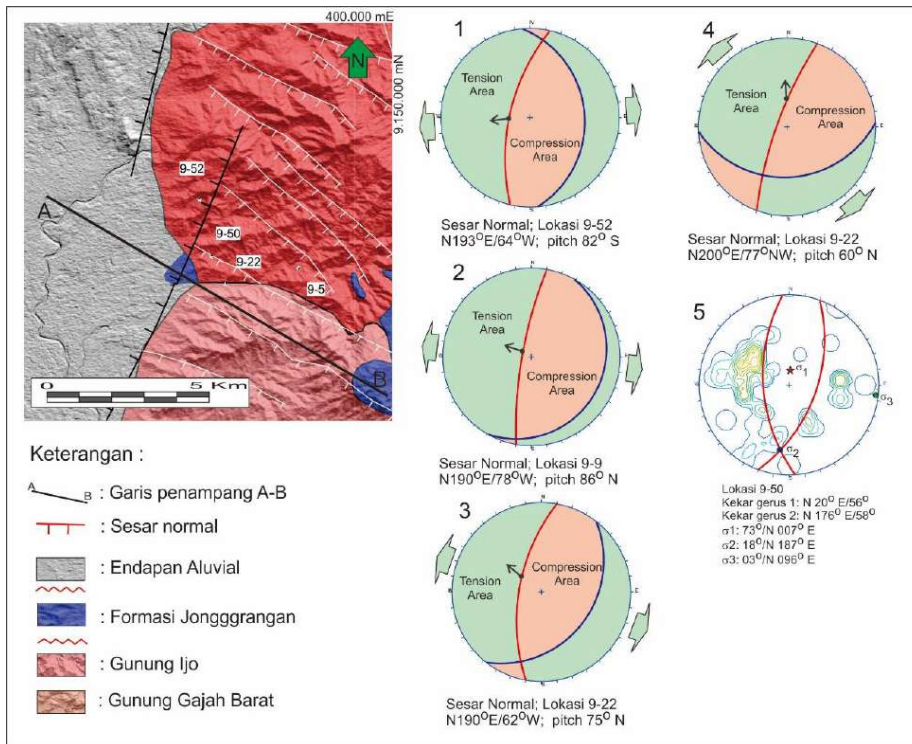 400.000 mE
N
9.150.000 mN
9-52
A
9-50
9-22
9-5
B
0 5 Km
Keterangan :
A B : Garis penampang A-B
: Sesar normal
: Endapan Aluvial
: Formasi Jongggrangan
: Gunung Ijo
: Gunung Gajah Barat
1
N
Tension
Area
Compression
Area
Sesar Normal; Lokasi 9-52
N193°E/64°W; pitch 82° S
2
Tension
Area
Compression
Area
Sesar Normal; Lokasi 9-9
N190°E/78°W; pitch 86° N
3
Tension
Area
Compression
Area
Sesar Normal; Lokasi 9-22
N190°E/62°W; pitch 75° N
4
Tension
Area
Compression
Area
Sesar Normal; Lokasi 9-22
N200°E/77°NW; pitch 60° N
5
σ1
σ3
σ2
Lokasi 9-50
Kekar gerus 1: N 20° E/56°
Kekar gerus 2: N 176° E/58°
σ1: 73°/N 007° E
σ2: 18°/N 187° E
σ3: 03°/N 096° E